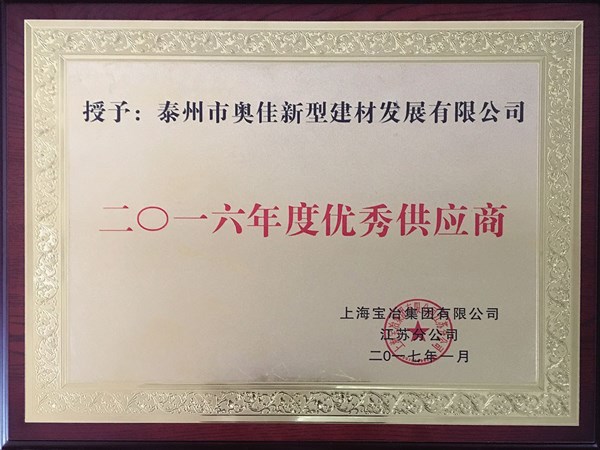 授予：泰州市奥佳新型建材发展有限公司
二〇一六年度优秀供应商
上海宝冶集团有限公司
江苏分公司
二〇一七年一月